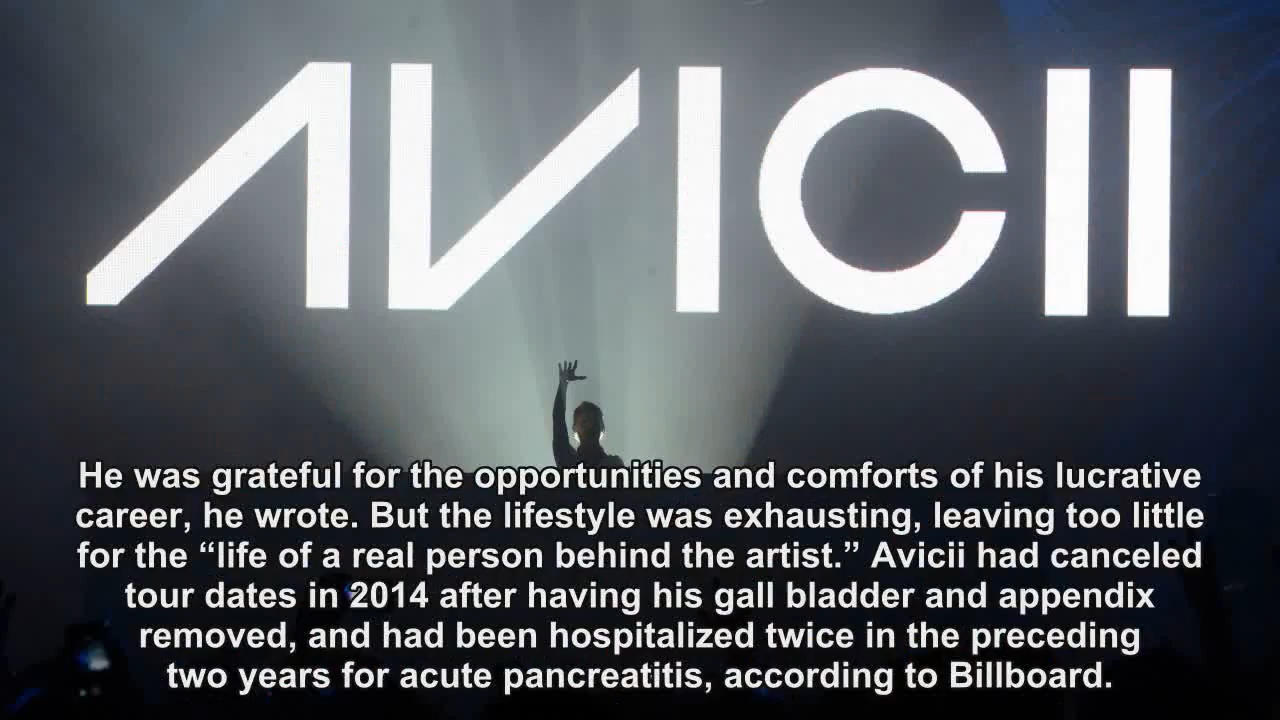 AVICII
He was grateful for the opportunities and comforts of his lucrative
career, he wrote. But the lifestyle was exhausting, leaving too little
for the “life of a real person behind the artist.” Avicii had canceled
tour dates in 2014 after having his gall bladder and appendix
removed, and had been hospitalized twice in the preceding
two years for acute pancreatitis, according to Billboard.